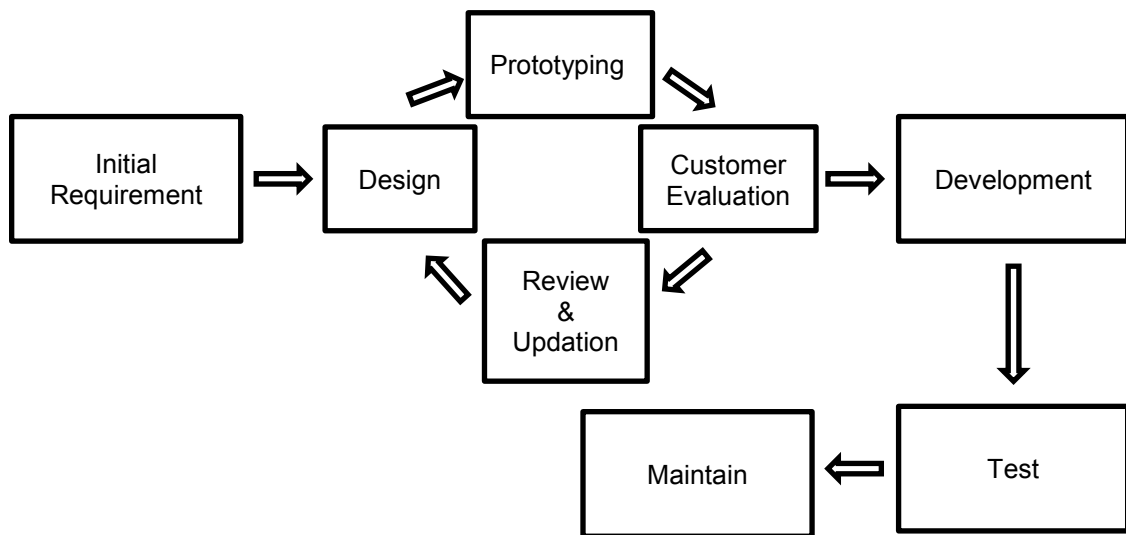 Prototyping
Initial
Requirement
Design
Customer
Evaluation
Development
Review
&
Updation
Maintain
Test